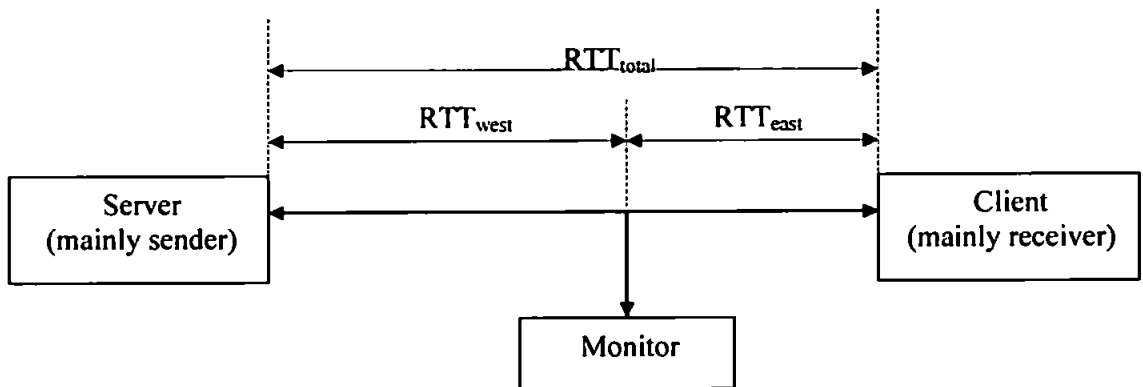 RTTtotal
RTTwest
RTTeast
Server
(mainly sender)
Client
(mainly receiver)
Monitor